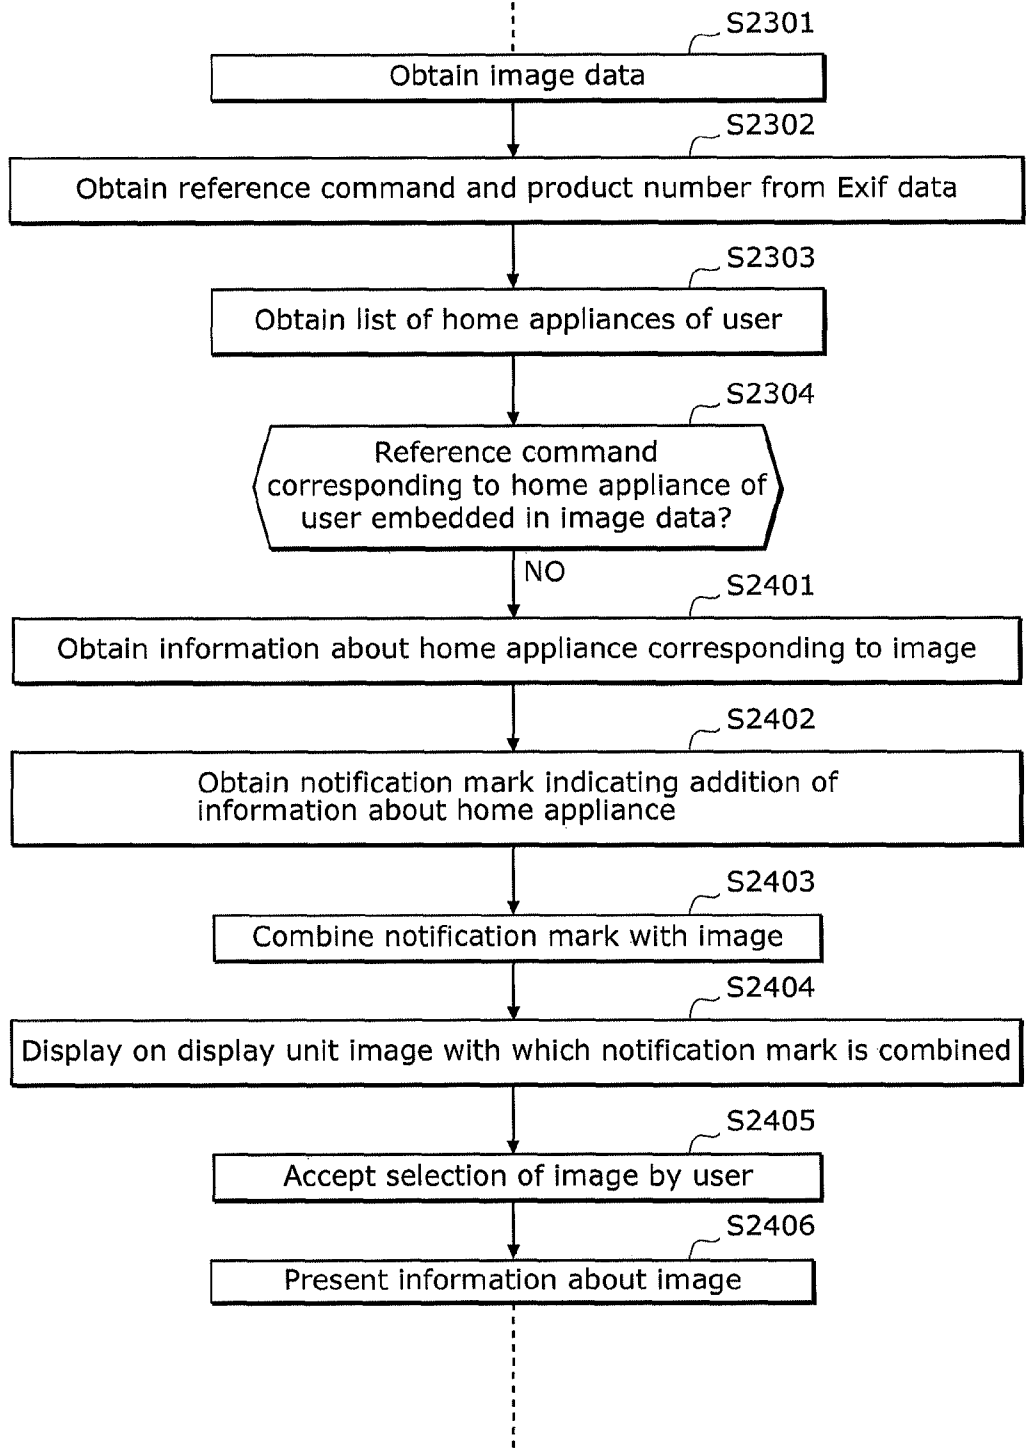 S2301
Obtain image data
S2302
Obtain reference command and product number from Exif data
S2303
Obtain list of home appliances of user
S2304
Reference command
corresponding to home appliance of
user embedded in image data?
NO
S2401
Obtain information about home appliance corresponding to image
S2402
Obtain notification mark indicating addition of
information about home appliance
S2403
Combine notification mark with image
S2404
Display on display unit image with which notification mark is combined
S2405
Accept selection of image by user
S2406
Present information about image